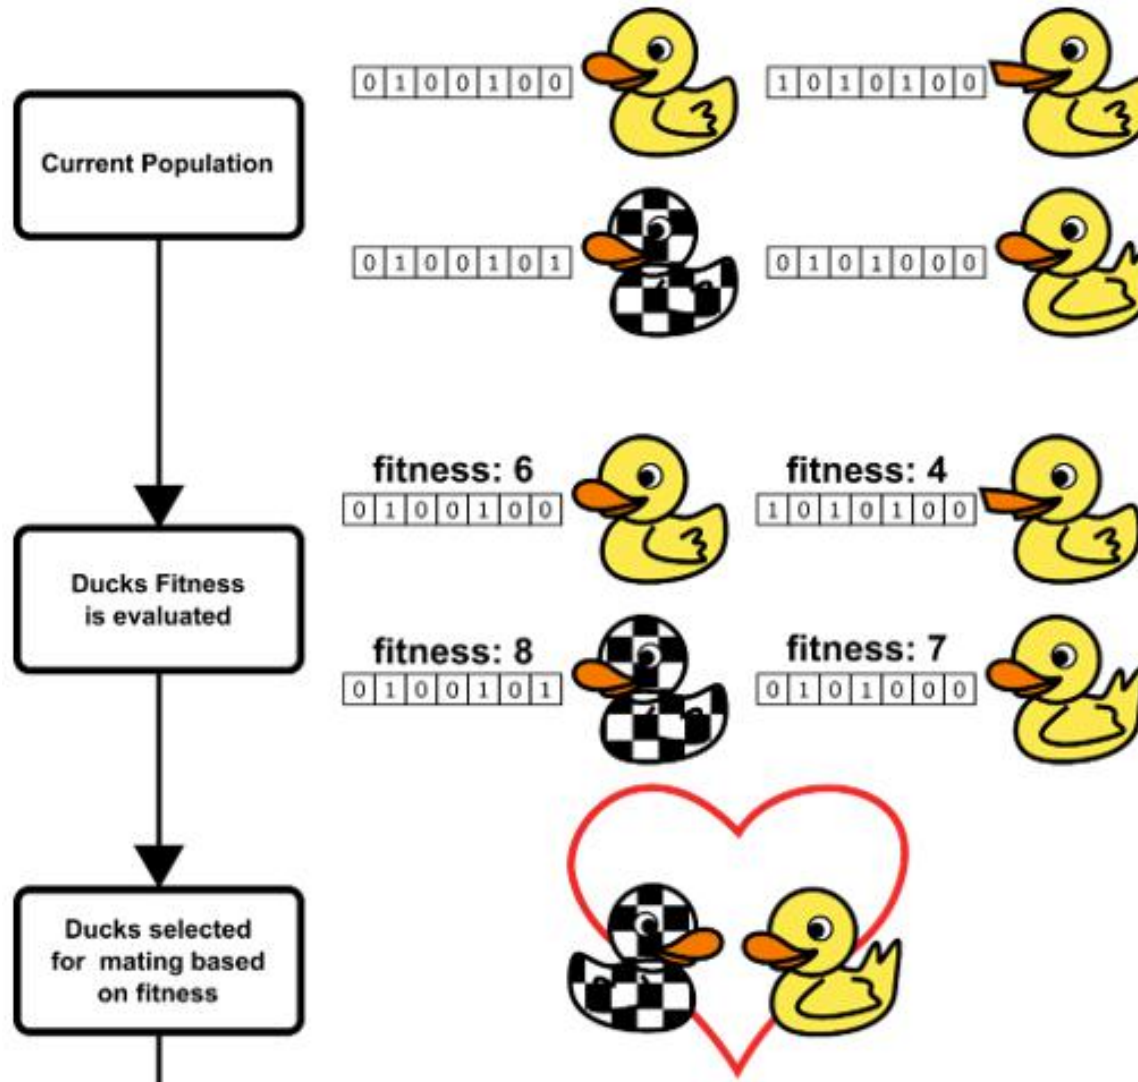 0 1 0 0 1 0 0
1 0 1 0 1 0 0
Current Population
0 1 0 0 1 0 1
0 1 0 1 0 0 0
fitness: 6
0 1 0 0 1 0 0
fitness: 4
1 0 1 0 1 0 0
Ducks Fitness
is evaluated
fitness: 8
0 1 0 0 1 0 1
fitness: 7
0 1 0 1 0 0 0
Ducks selected
for mating based
on fitness